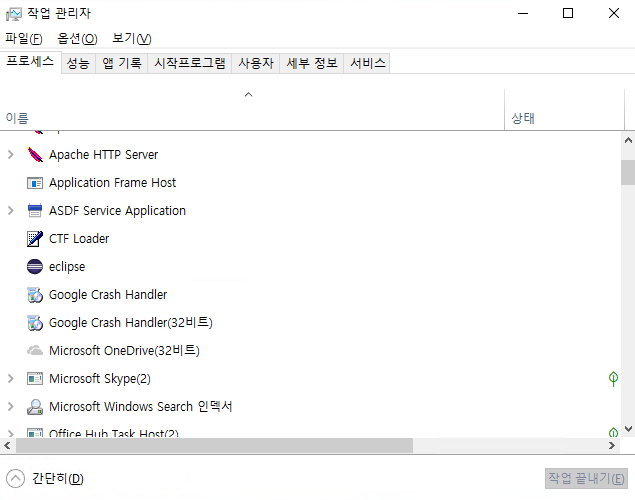 작업 관리자
파일(F) 옵션(O) 보기(V)
프로세스 성능 앱 기록 시작프로그램 사용자 세부 정보 서비스
이름 상태
Apache HTTP Server
Application Frame Host
ASDF Service Application
CTF Loader
eclipse
Google Crash Handler
Google Crash Handler(32비트)
Microsoft OneDrive(32비트)
Microsoft Skype(2)
Microsoft Windows Search 인덱서
Office Hub Task Host(2)
간단히(D) 작업 끝내기(E)